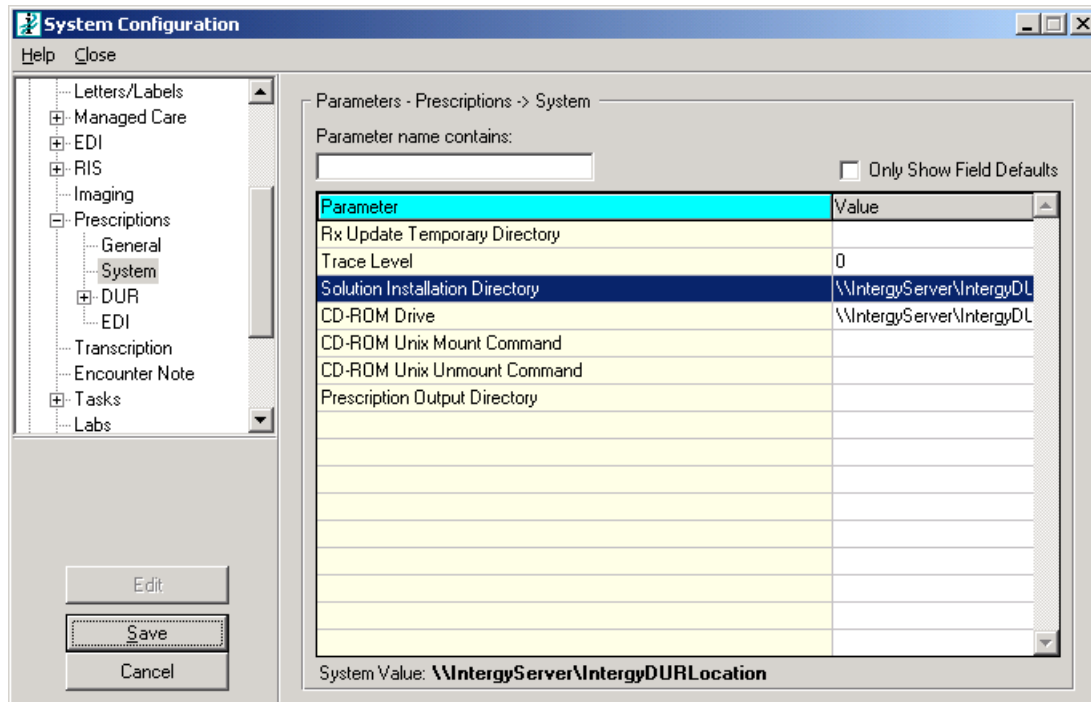 System Configuration
Help Close
Letters/Labels
Managed Care
EDI
RIS
Imaging
Prescriptions
General
System
DUR
EDI
Transcription
Encounter Note
Tasks
Labs
Edit
Save
Cancel
Parameters - Prescriptions -> System
Parameter name contains:
Only Show Field Defaults
Parameter Value
Rx Update Temporary Directory
Trace Level 0
Solution Installation Directory \\IntergyServer\IntergyDU
CD-ROM Drive \\IntergyServer\IntergyDU
CD-ROM Unix Mount Command
CD-ROM Unix Unmount Command
Prescription Output Directory
System Value: \\IntergyServer\IntergyDURLocation